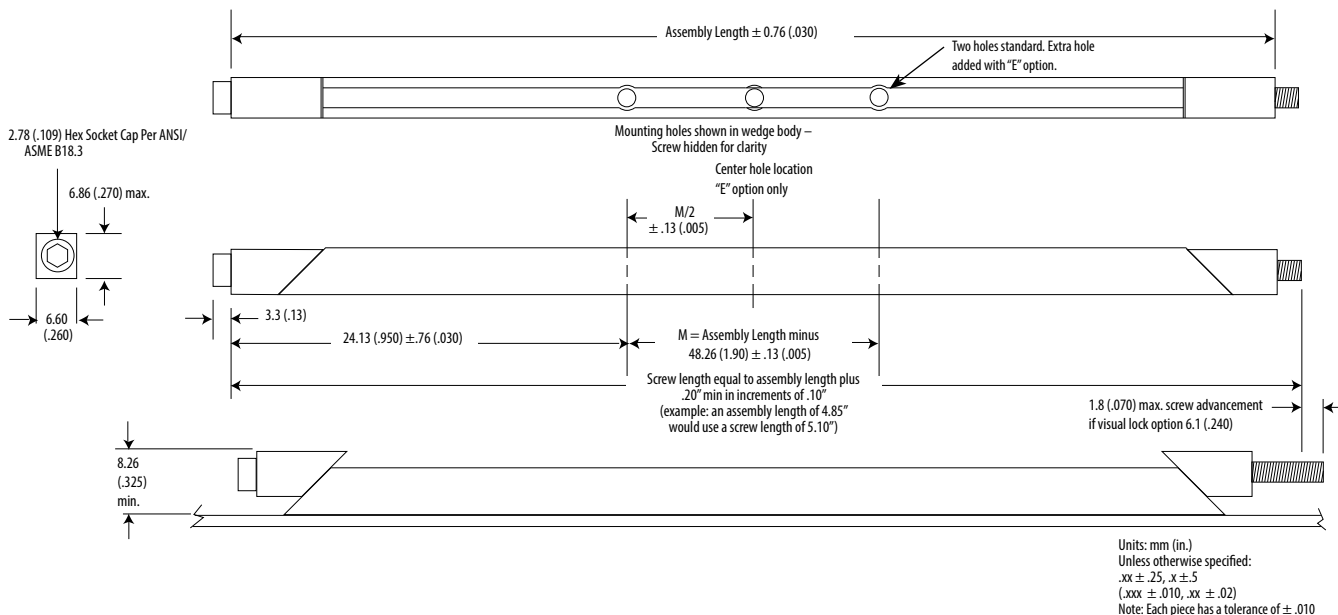 Assembly Length ± 0.76 (.030)
Two holes standard. Extra hole
added with “E” option.
2.78 (.109) Hex Socket Cap Per ANSI/
ASME B18.3
Mounting holes shown in wedge body –
Screw hidden for clarity
Center hole location
“E” option only
6.86 (.270) max.
M/2
± .13 (.005)
6.60
(.260)
3.3 (.13)
24.13 (.950) ±.76 (.030)
M = Assembly Length minus
48.26 (1.90) ± .13 (.005)
Screw length equal to assembly length plus
.20” min in increments of .10”
(example: an assembly length of 4.85”
would use a screw length of 5.10”)
1.8 (.070) max. screw advancement
if visual lock option 6.1 (.240)
8.26
(.325)
min.
Units: mm (in.)
Unless otherwise specified:
.xx ± .25, .x ±.5
(.xxx ± .010, .xx ± .02)
Note: Each piece has a tolerance of ± .010